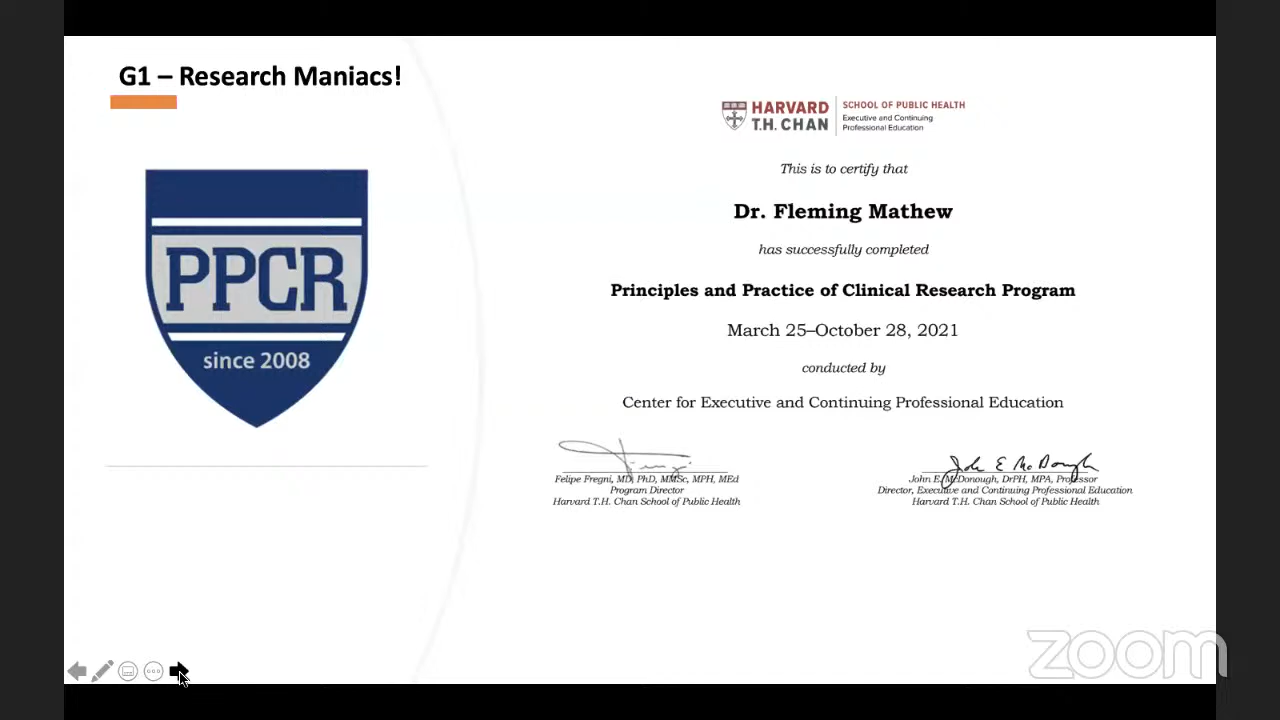 G1 – Research Maniacs!
PPCR
since 2008
HARVARD
T.H. CHAN
SCHOOL OF PUBLIC HEALTH
Executive and Continuing
Professional Education
This is to certify that
Dr. Fleming Mathew
has successfully completed
Principles and Practice of Clinical Research Program
March 25–October 28, 2021
conducted by
Center for Executive and Continuing Professional Education
John E McDonough
Felipe Fregni, MD, PhD, MMSc, MPH, MEd
Program Director
Harvard T.H. Chan School of Public Health
John E. McDonough, DrPH, MPA, Professor
Director, Executive and Continuing Professional Education
Harvard T.H. Chan School of Public Health
zoom